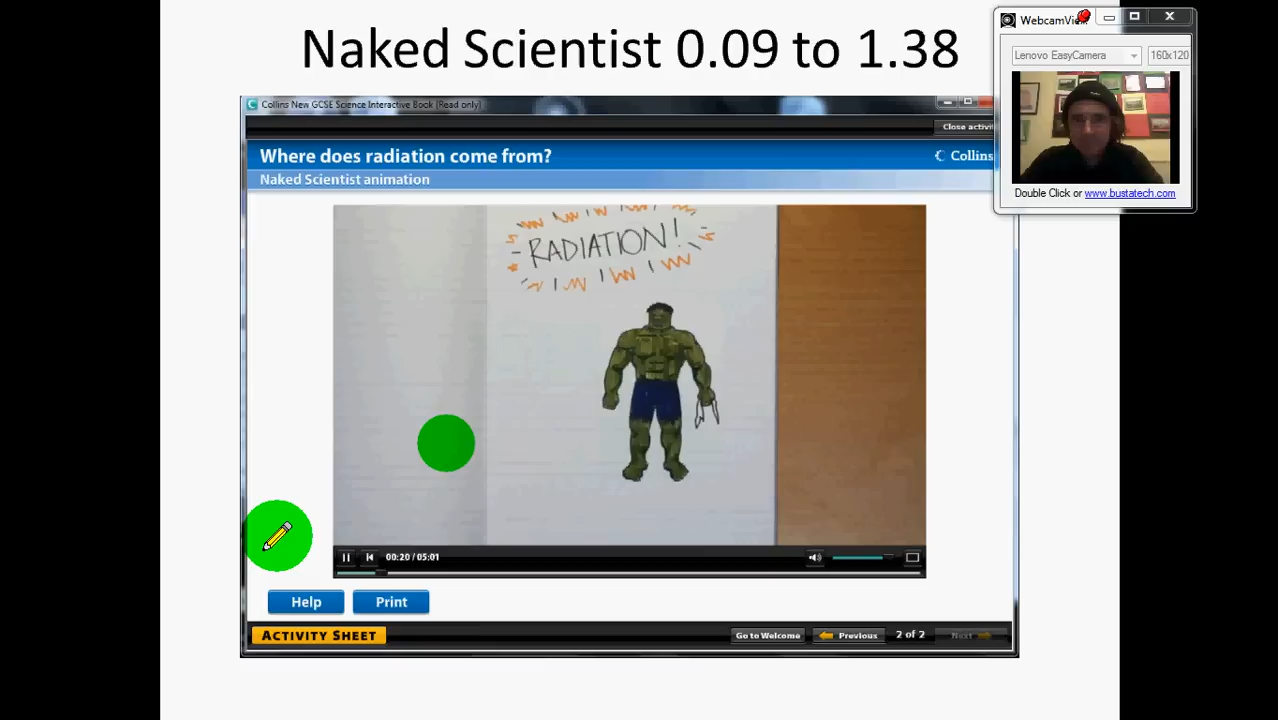 Naked Scientist 0.09 to 1.38
WebcamVi
Lenovo EasyCamera 160x120
Double Click or www.bustatech.com
Collins New GCSE Science Interactive Book [Read only]
Close activi
Where does radiation come from?
Collins
Naked Scientist animation
RADIATION!
00:20 / 05:01
Help Print
ACTIVITY SHEET
Go to Welcome Previous 2 of 2 Next